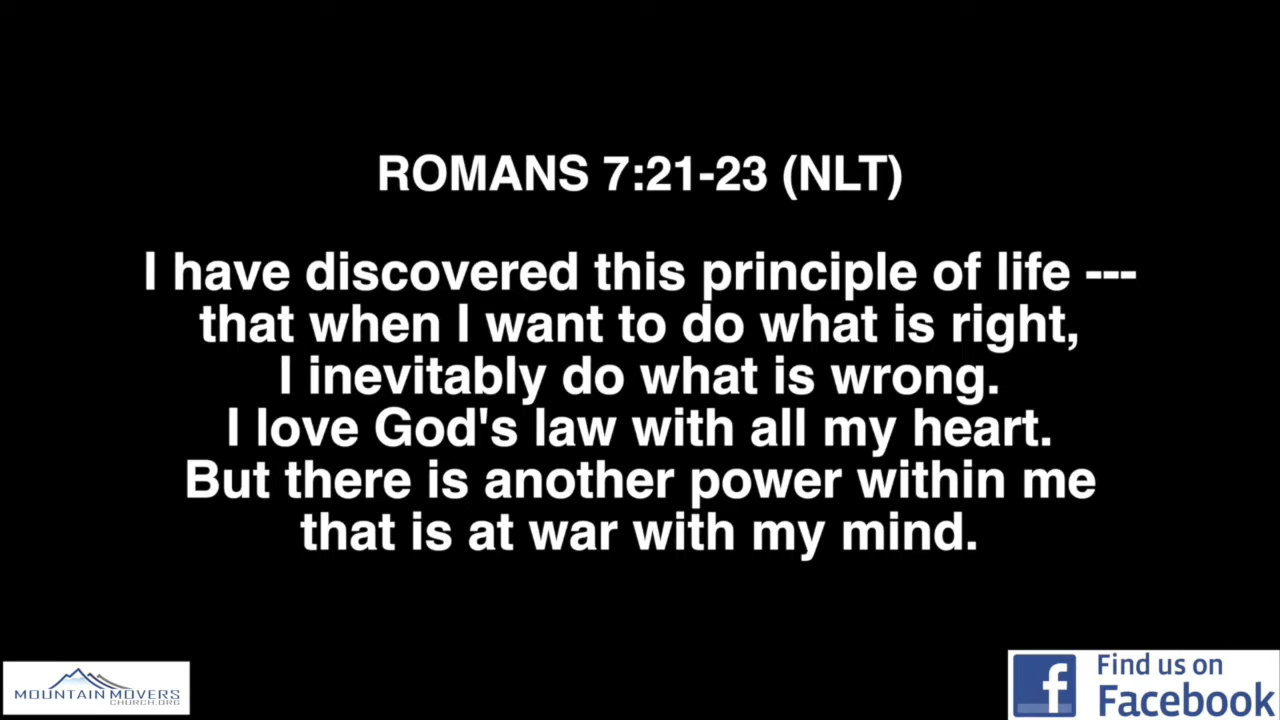 ROMANS 7:21-23 (NLT)
I have discovered this principle of life ---
that when I want to do what is right,
I inevitably do what is wrong.
I love God's law with all my heart.
But there is another power within me
that is at war with my mind.
MOUNTAIN MOVERS
CHURCH.ORG
f
Find us on
Facebook